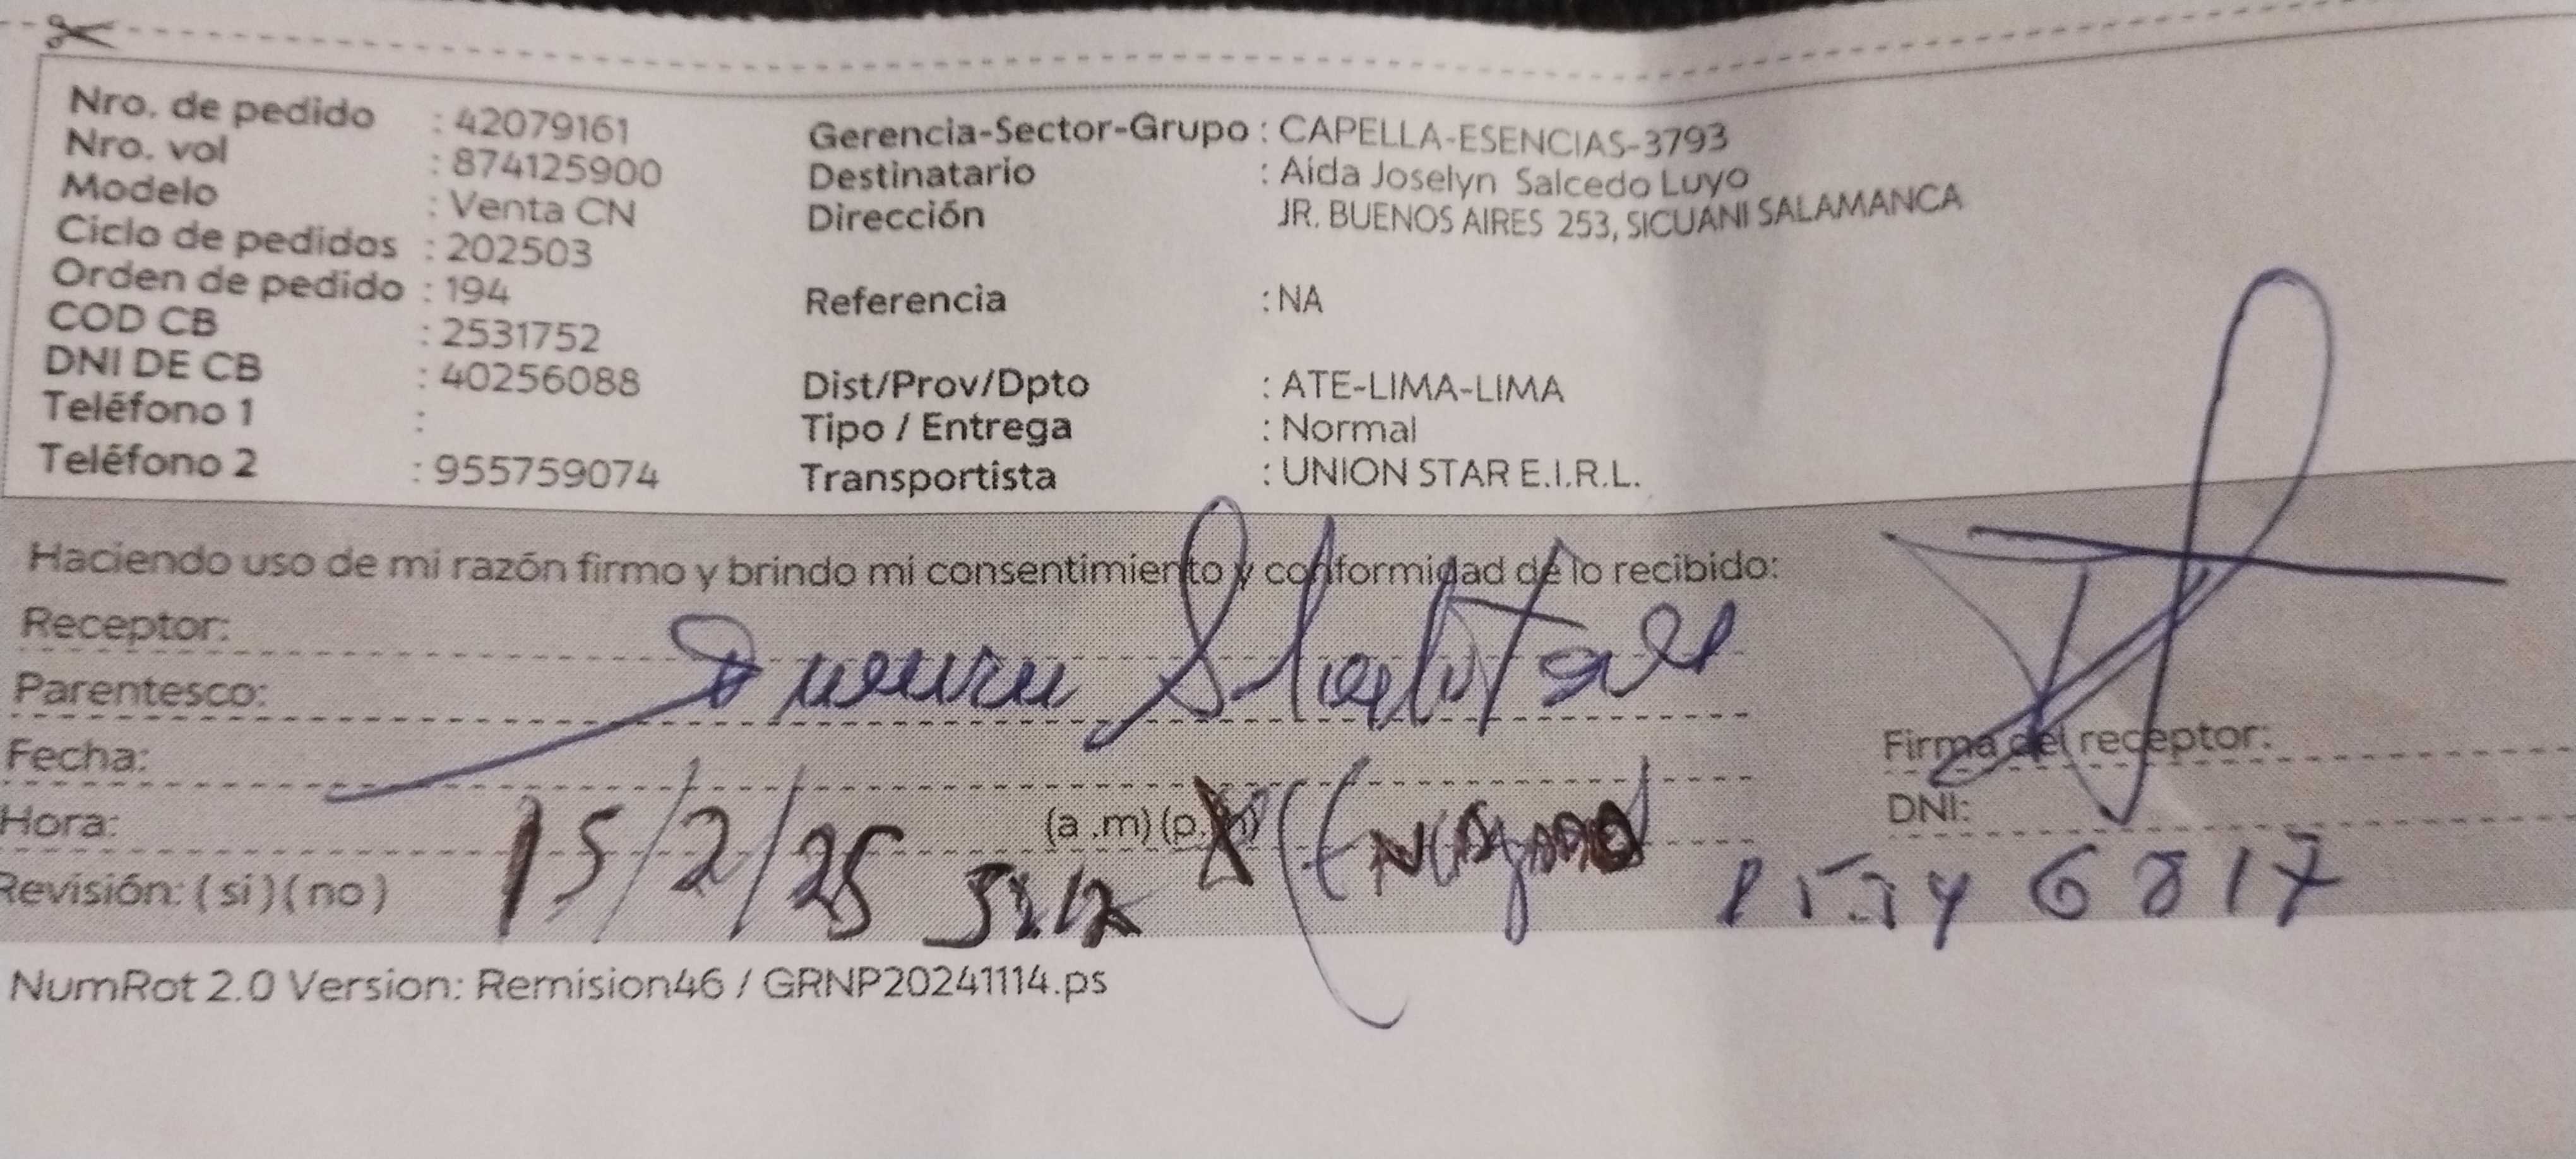 Nro. de pedido : 42079161
Nro. vol : 874125900
Modelo : Venta CN
Ciclo de pedidos : 202503
Orden de pedido : 194
COD CB : 2531752
DNI DE CB : 40256088
Teléfono 1 :
Teléfono 2 : 955759074
Gerencia-Sector-Grupo : CAPELLA-ESENCIAS-3793
Destinatario : Aida Joselyn Salcedo Luyo
Dirección JR. BUENOS AIRES 253, SICUANI SALAMANCA
Referencia : NA
Dist/Prov/Dpto : ATE-LIMA-LIMA
Tipo / Entrega : Normal
Transportista : UNION STAR E.I.R.L.
Haciendo uso de mi razón firmo y brindo mi consentimiento y conformidad de lo recibido:
Receptor:
Parentesco:
Fecha:
Hora: (a .m) (p.m)
15/2/25
Revisión: ( si ) ( no )
Firma del receptor:
DNI:
NumRot 2.0 Version: Remision46 / GRNP20241114.ps